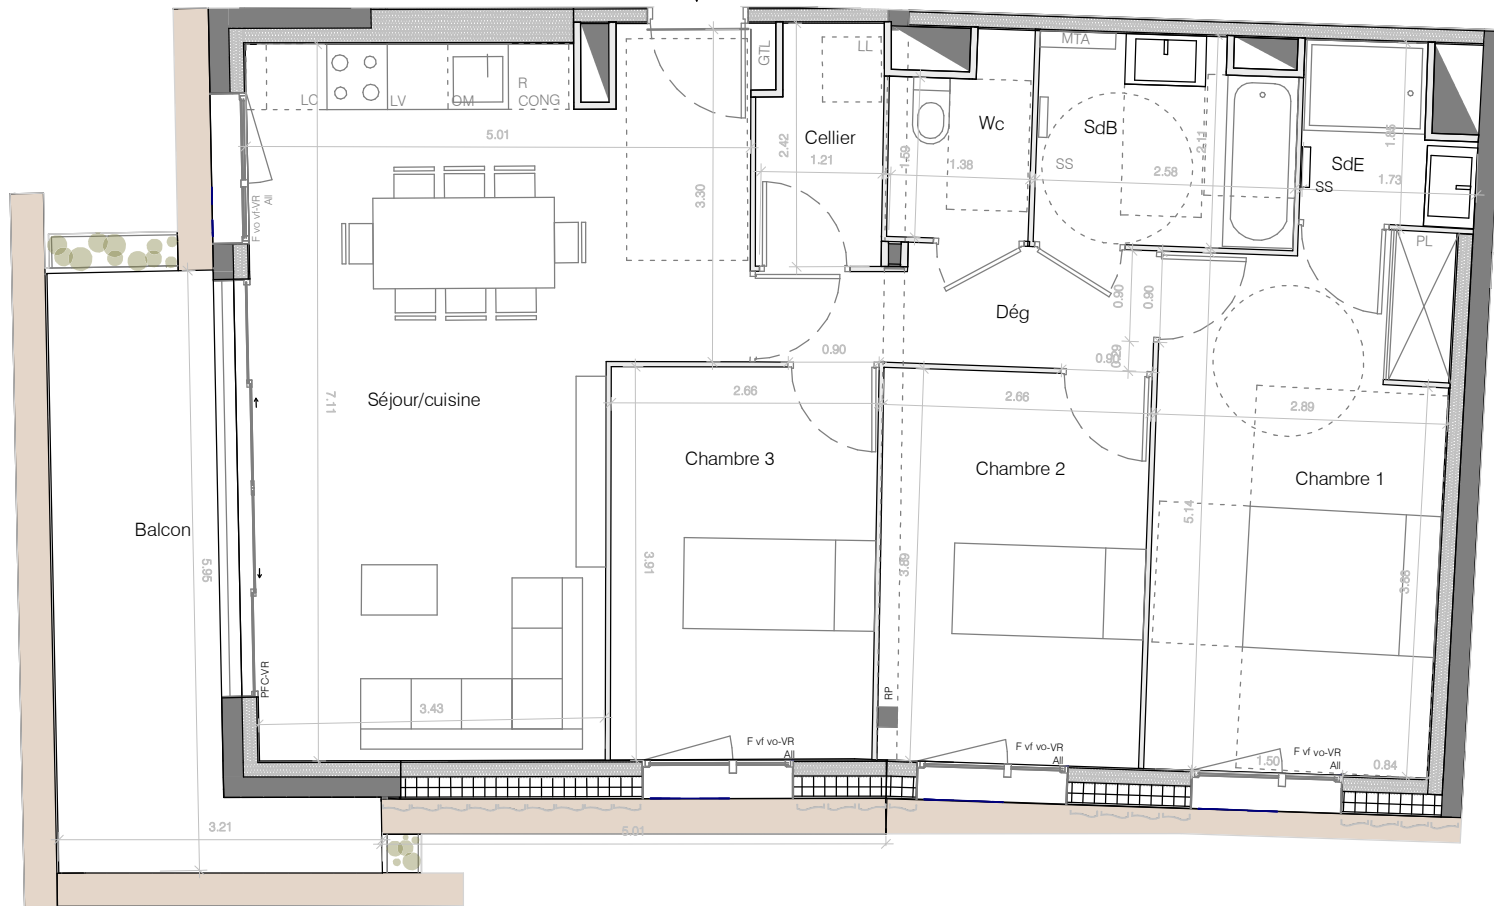 GTL
LL
MTA
R
CONG
LC
LV
OM
5.01
Cellier
2.42
1.21
Wc
1.59
1.38
SdB
SS
2.58
2.11
SdE
SS
1.85
1.73
PL
3.30
F vo vf-VR
All
Dég
0.90
0.90
0.90
0.90
0.29
2.66
2.66
2.89
7.11
Séjour/cuisine
Chambre 3
Chambre 2
Chambre 1
Balcon
5.95
3.91
3.89
5.14
3.88
PFC-VR
RP
3.43
F vf vo-VR
All
F vf vo-VR
All
F vf vo-VR
All
1.50
0.84
3.21
5.01